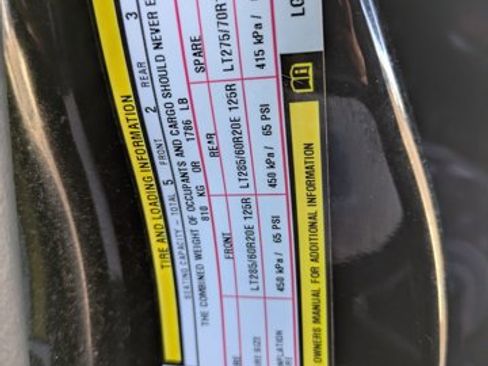 TIRE AND LOADING INFORMATION
SEATING CAPACITY - TOTAL 5 FRONT 2 REAR 3
THE COMBINED WEIGHT OF OCCUPANTS AND CARGO SHOULD NEVER E
810 KG OR 1786 LB
FRONT REAR SPARE
LT285/60R20E 125R LT285/60R20E 125R LT275/70R
450 kPa / 65 PSI 450 kPa / 65 PSI 415 kPa /
OWNERS MANUAL FOR ADDITIONAL INFORMATION